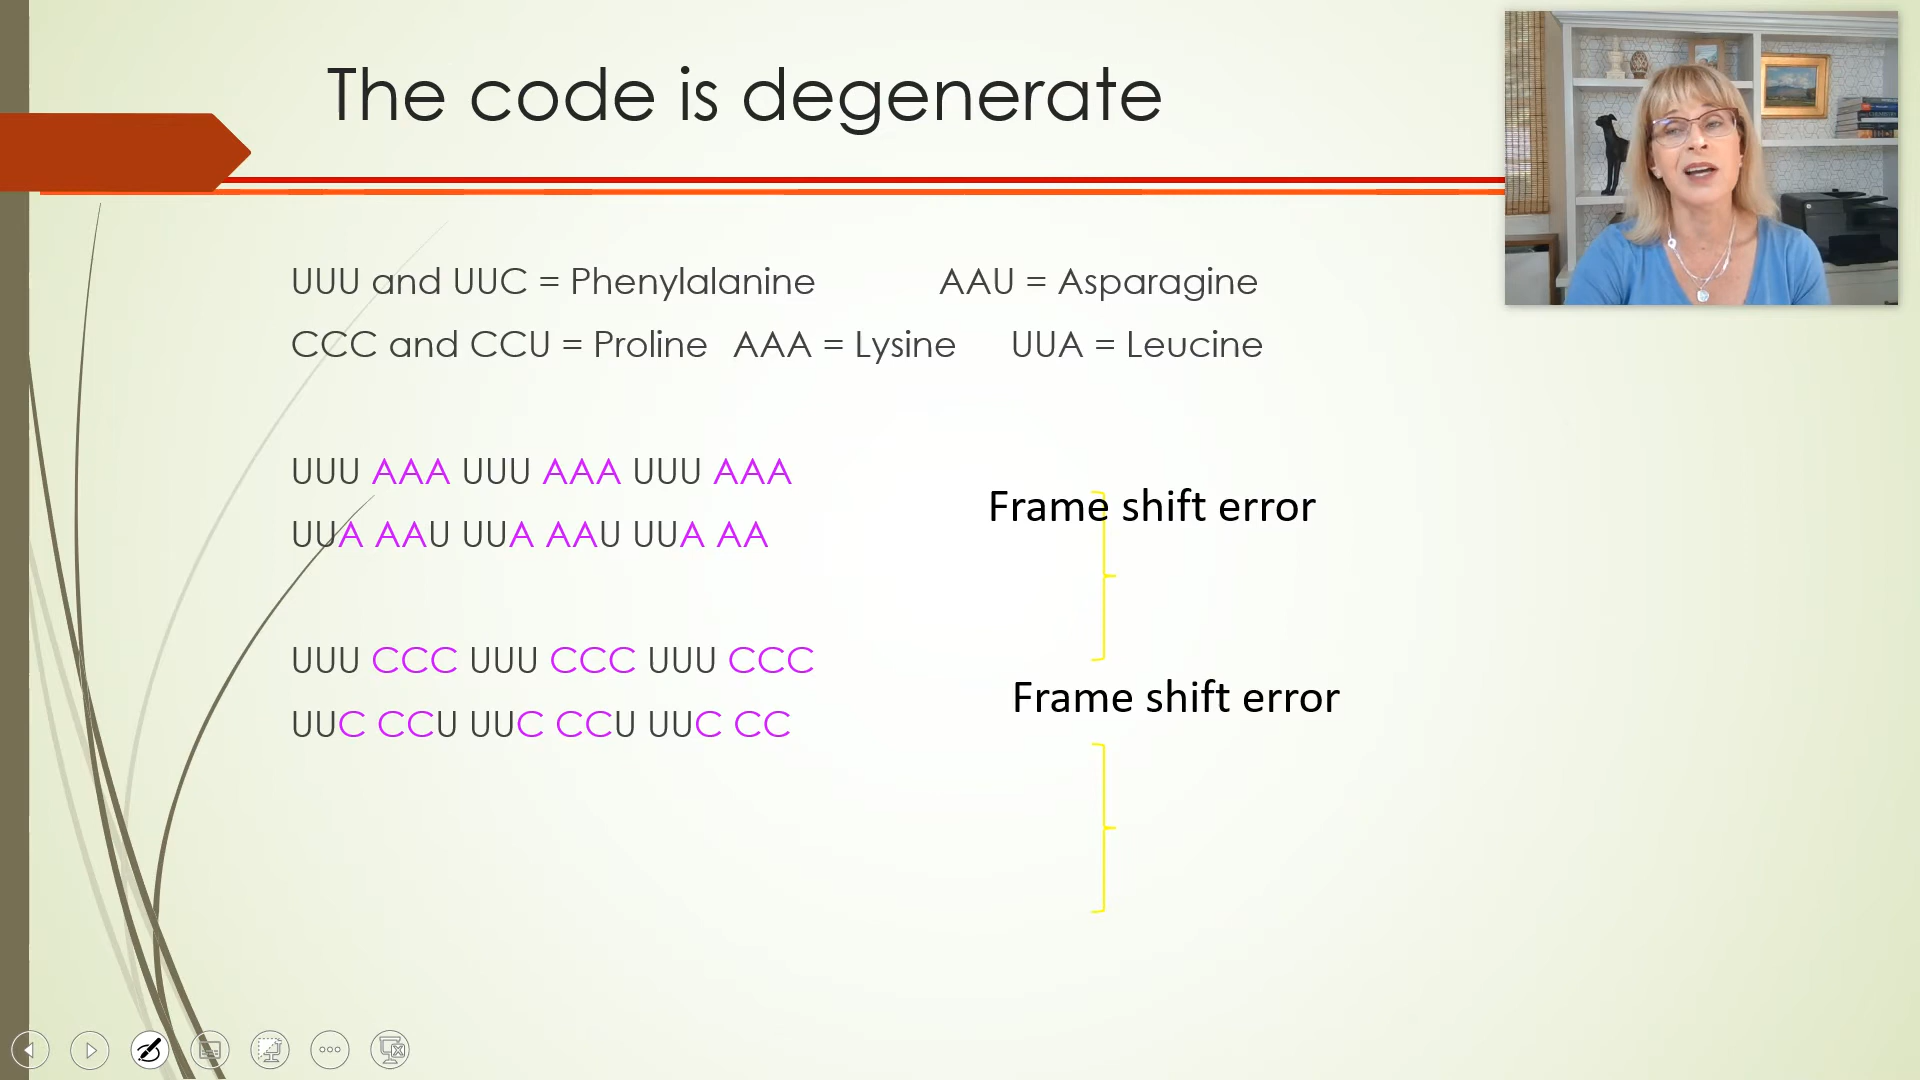 The code is degenerate
UUU and UUC = Phenylalanine AAU = Asparagine
CCC and CCU = Proline AAA = Lysine UUA = Leucine
UUU AAA UUU AAA UUU AAA
Frame shift error
UUA AAU UUA AAU UUA AA
UUU CCC UUU CCC UUU CCC
Frame shift error
UUC CCU UUC CCU UUC CC